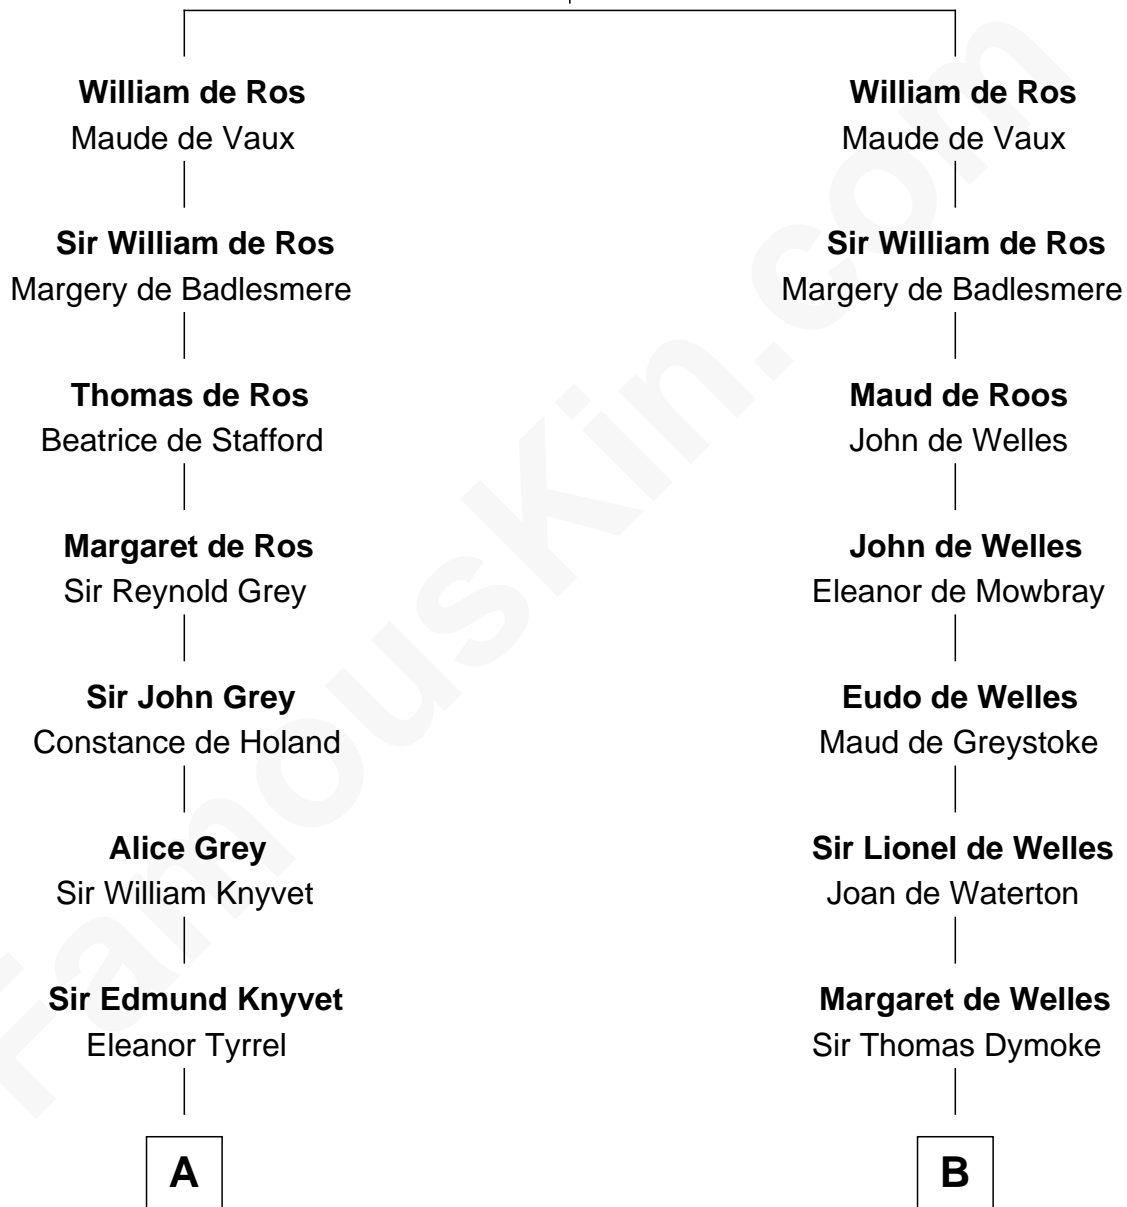 William de Ros
Maude de Vaux
Sir William de Ros
Margery de Badlesmere
Thomas de Ros
Beatrice de Stafford
Margaret de Ros
Sir Reynold Grey
Sir John Grey
Constance de Holand
Alice Grey
Sir William Knyvet
Sir Edmund Knyvet
Eleanor Tyrrel
A
William de Ros
Maude de Vaux
Sir William de Ros
Margery de Badlesmere
Maud de Roos
John de Welles
John de Welles
Eleanor de Mowbray
Eudo de Welles
Maud de Greystoke
Sir Lionel de Welles
Joan de Waterton
Margaret de Welles
Sir Thomas Dymoke
B
FamousKin.com